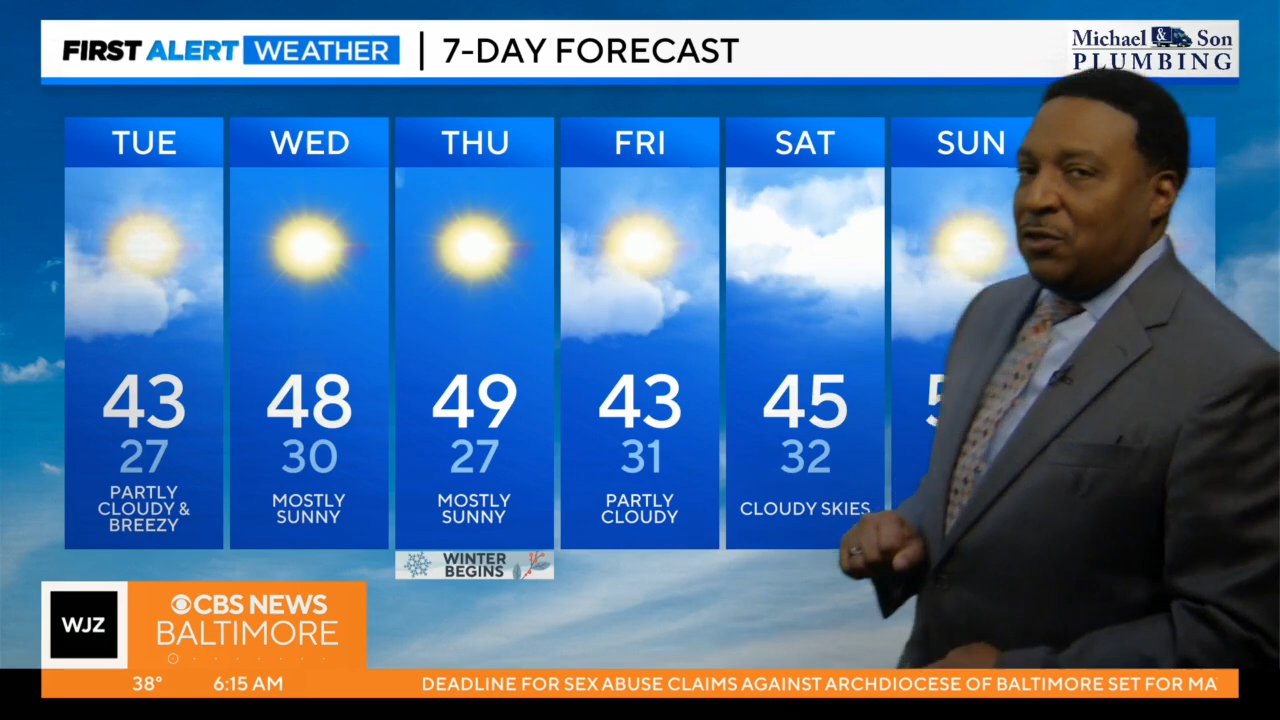 FIRST ALERT WEATHER | 7-DAY FORECAST
Michael & Son
PLUMBING
TUE WED THU FRI SAT SUN
43 48 49 43 45
27 30 27 31 32
PARTLY CLOUDY & BREEZY
MOSTLY SUNNY
MOSTLY SUNNY
PARTLY CLOUDY
CLOUDY SKIES
WINTER BEGINS
WJZ
CBS NEWS
BALTIMORE
38° 6:15 AM DEADLINE FOR SEX ABUSE CLAIMS AGAINST ARCHDIOCESE OF BALTIMORE SET FOR MA